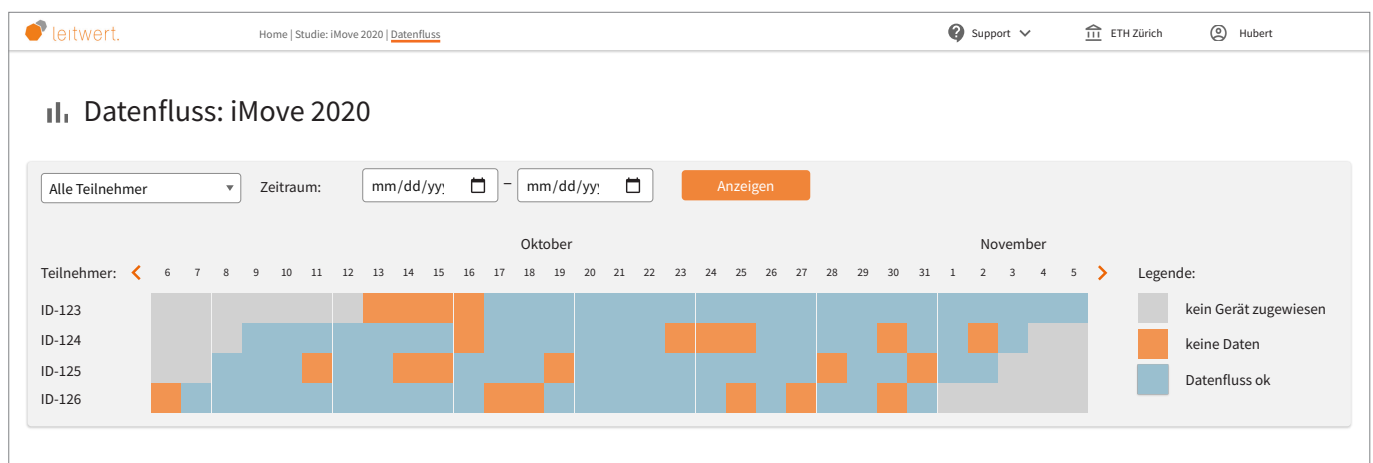 leitwert.
Home | Studie: iMove 2020 | Datenfluss
Support
ETH Zürich
Hubert
Datenfluss: iMove 2020
Alle Teilnehmer
Zeitraum:
mm/dd/yyy
–
mm/dd/yyy
Anzeigen
Oktober
November
Teilnehmer:
6 7 8 9 10 11 12 13 14 15 16 17 18 19 20 21 22 23 24 25 26 27 28 29 30 31 1 2 3 4 5
Legende:
ID-123
kein Gerät zugewiesen
ID-124
keine Daten
ID-125
Datenfluss ok
ID-126